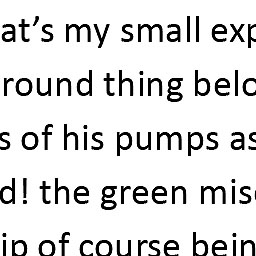 at’s my small exp
round thing belo
s of his pumps as
d! the green mis
ip of course bein